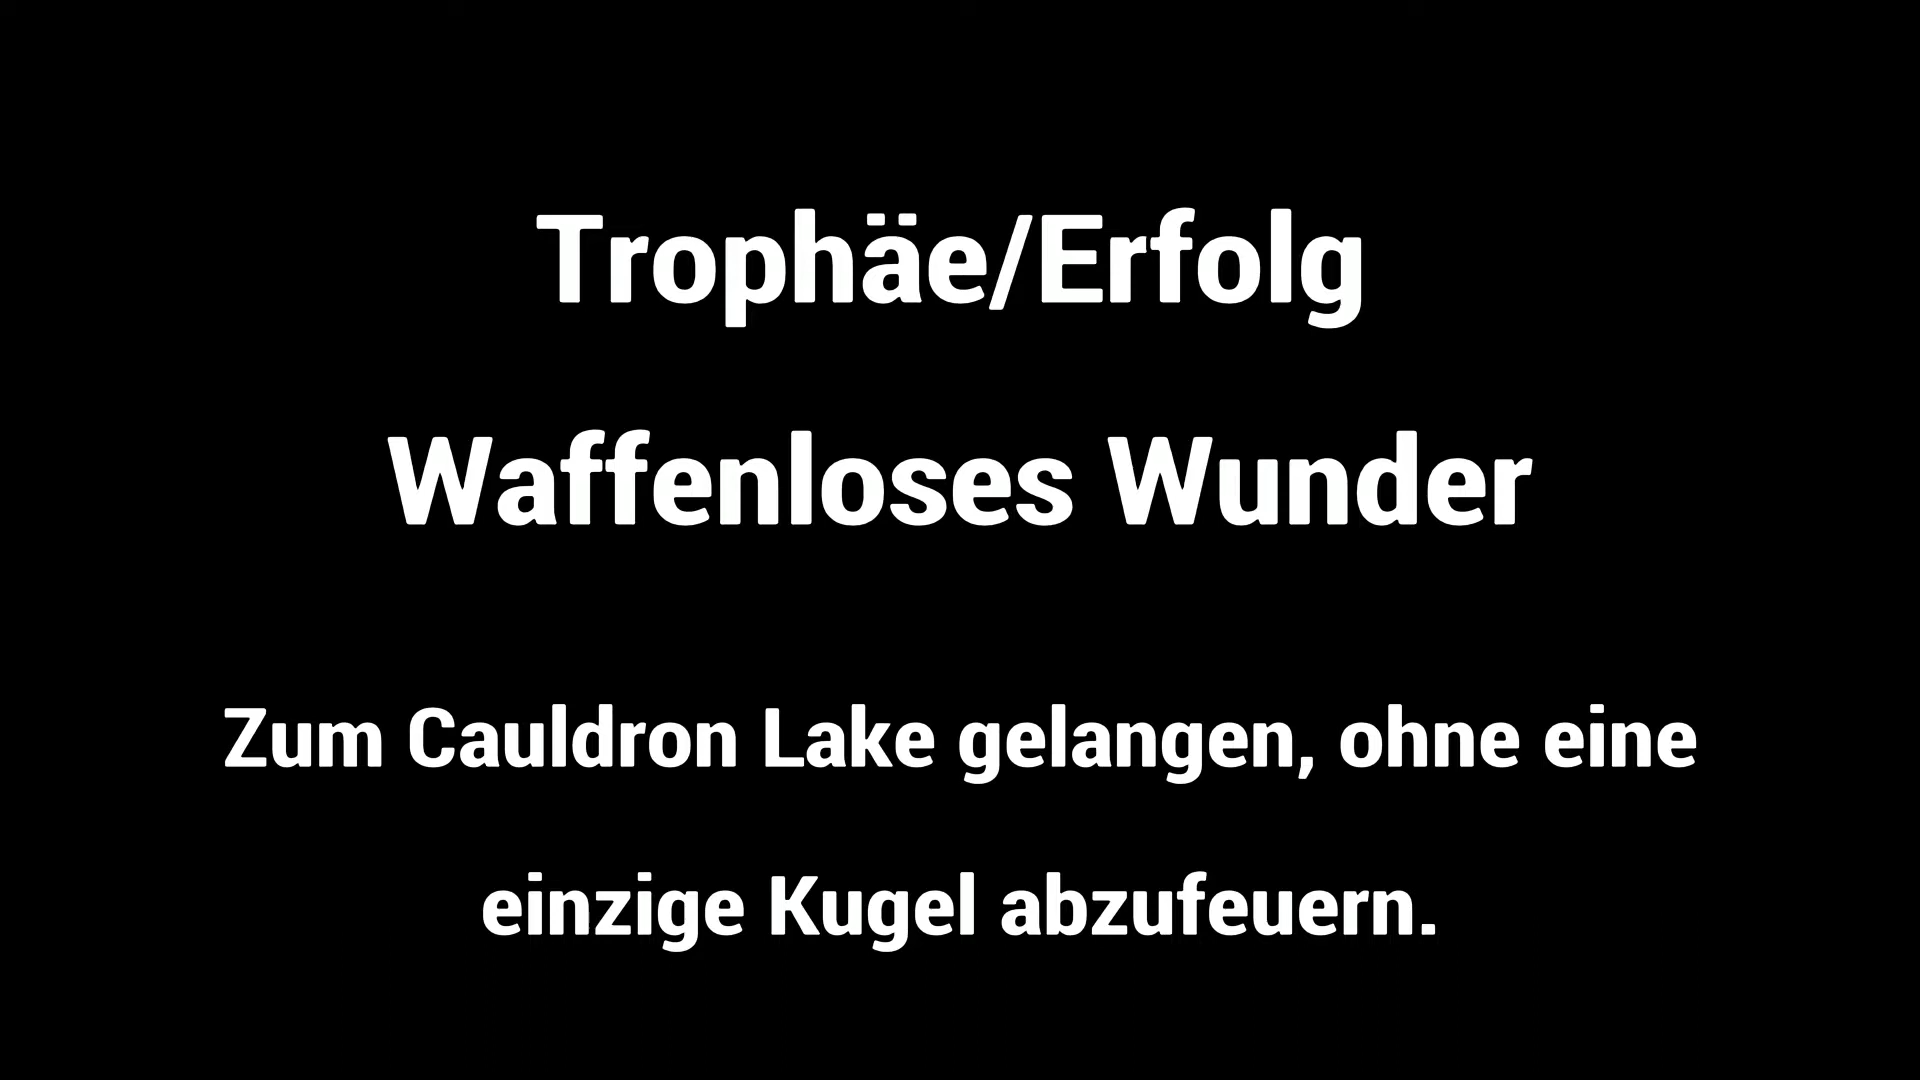 Trophäe/Erfolg
Waffenloses Wunder
Zum Cauldron Lake gelangen, ohne eine
einzige Kugel abzufeuern.